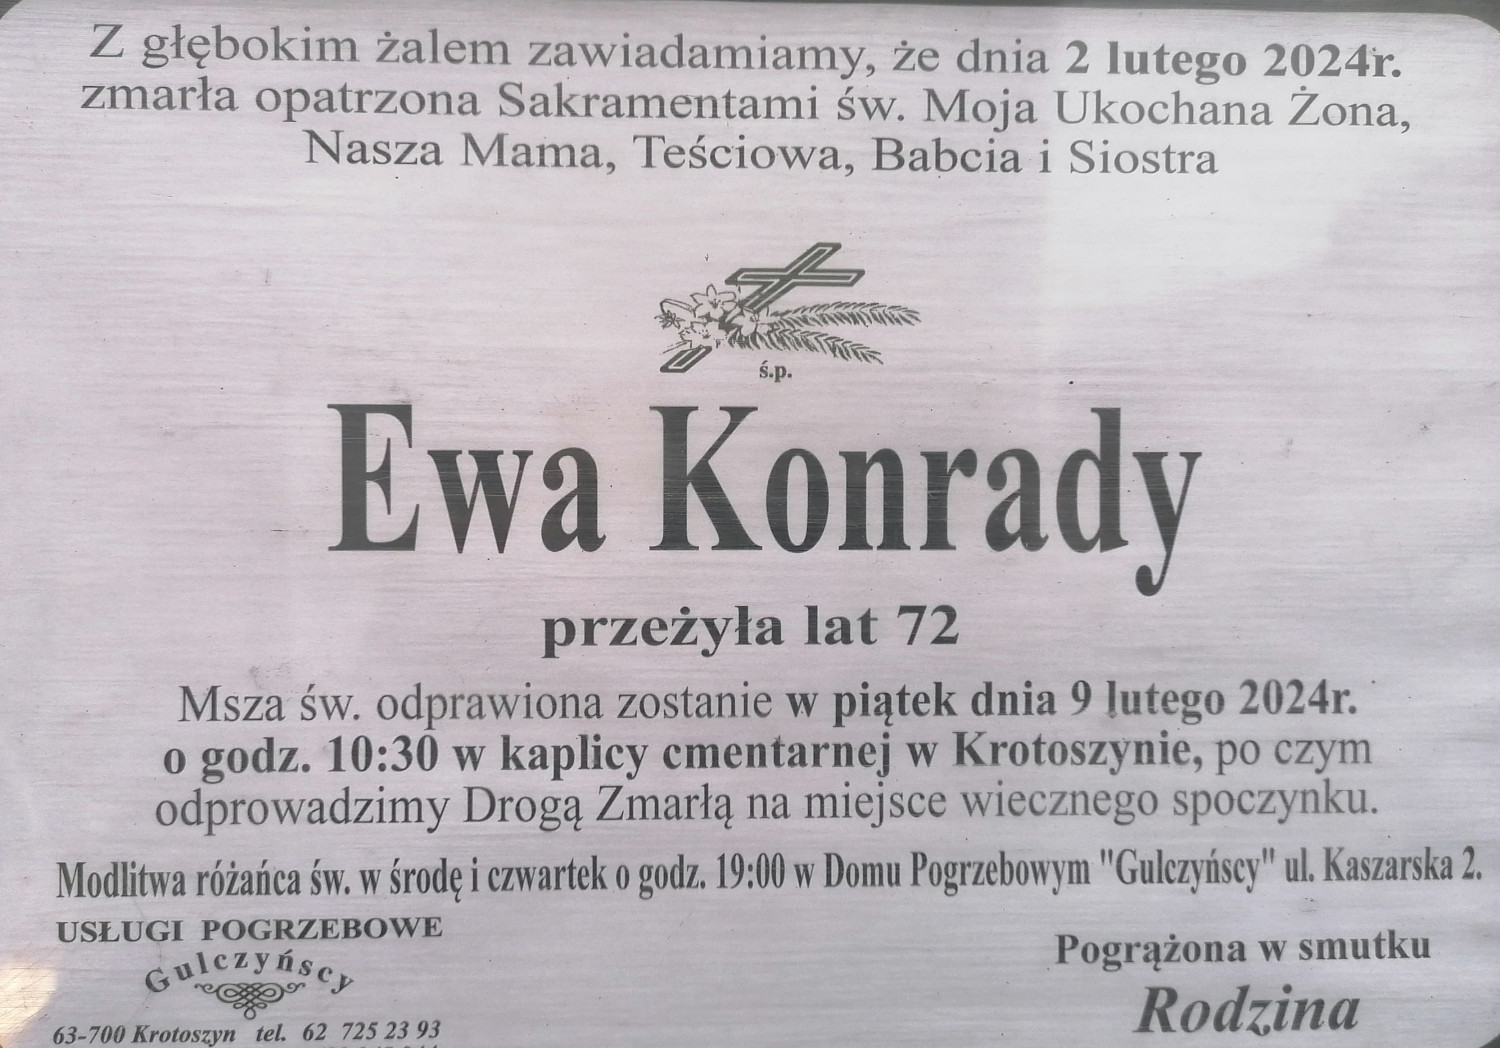 Z głębokim żalem zawiadamiamy, że dnia 2 lutego 2024r.
zmarła opatrzona Sakramentami św. Moja Ukochana Żona,
Nasza Mama, Teściowa, Babcia i Siostra
ś.p.
Ewa Konrady
przeżyła lat 72
Msza św. odprawiona zostanie w piątek dnia 9 lutego 2024r.
o godz. 10:30 w kaplicy cmentarnej w Krotoszynie, po czym
odprowadzimy Drogą Zmarłą na miejsce wiecznego spoczynku.
Modlitwa różańca św. w środę i czwartek o godz. 19:00 w Domu Pogrzebowym "Gulczyńscy" ul. Kaszarska 2.
USŁUGI POGRZEBOWE
Gulczyńscy
63-700 Krotoszyn tel. 62 725 23 93
Pogrążona w smutku
Rodzina